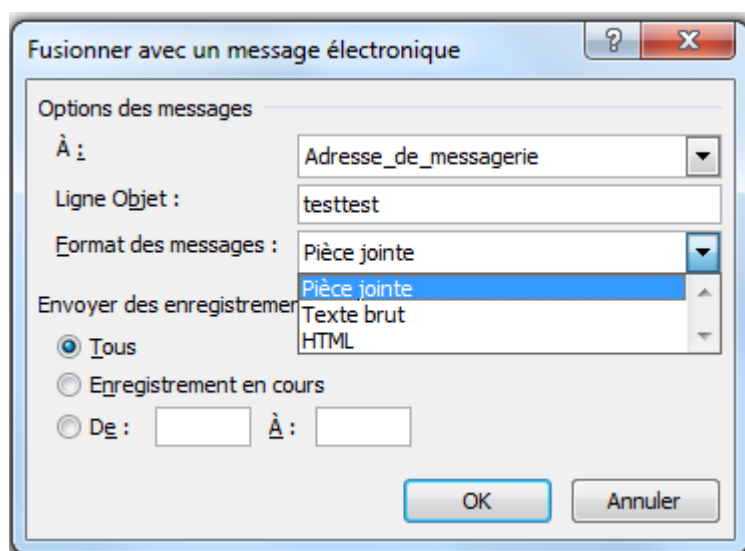 Fusionner avec un message électronique
Options des messages
À : Adresse_de_messagerie
Ligne Objet : testtest
Format des messages : Pièce jointe
Pièce jointe
Envoyer des enregistremen
Texte brut
HTML
Tous
Enregistrement en cours
De : À :
OK Annuler